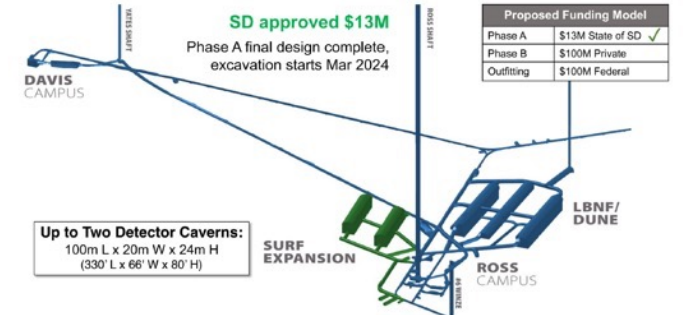 SD approved $13M
Phase A final design complete,
excavation starts Mar 2024
Proposed Funding Model
Phase A $13M State of SD ✓
Phase B $100M Private
Outfitting $100M Federal
YATES SHAFT
ROSS SHAFT
DAVIS
CAMPUS
LBNF/
DUNE
Up to Two Detector Caverns:
100m L x 20m W x 24m H
(330' L x 66' W x 80' H)
SURF
EXPANSION
ROSS
CAMPUS
#6 WINZE